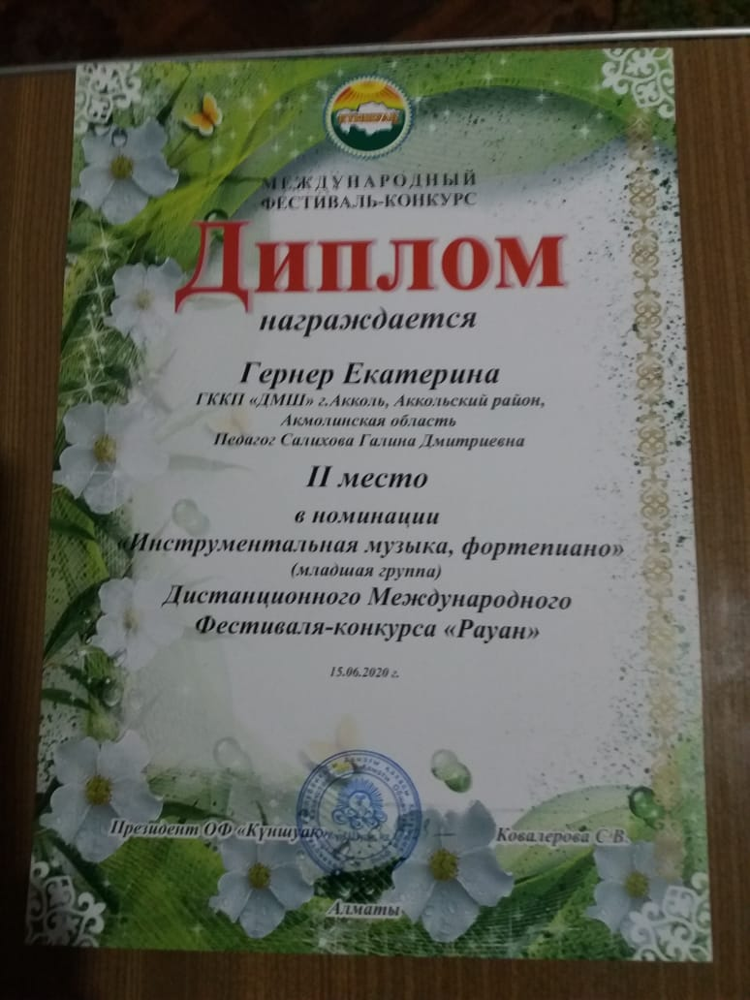 КҮНШУАҚ
МЕЖДУНАРОДНЫЙ
ФЕСТИВАЛЬ-КОНКУРС
Диплом
награждается
Гернер Екатерина
ГККП «ДМШ» г.Акколь, Аккольский район,
Акмолинская область
Педагог Салихова Галина Дмитриевна
II место
в номинации
«Инструментальная музыка, фортепиано»
(младшая группа)
Дистанционного Международного
Фестиваля-конкурса «Рауан»
15.06.2020 г.
Президент ОФ «Күншуақ» Ковалерова С.В.
Алматы